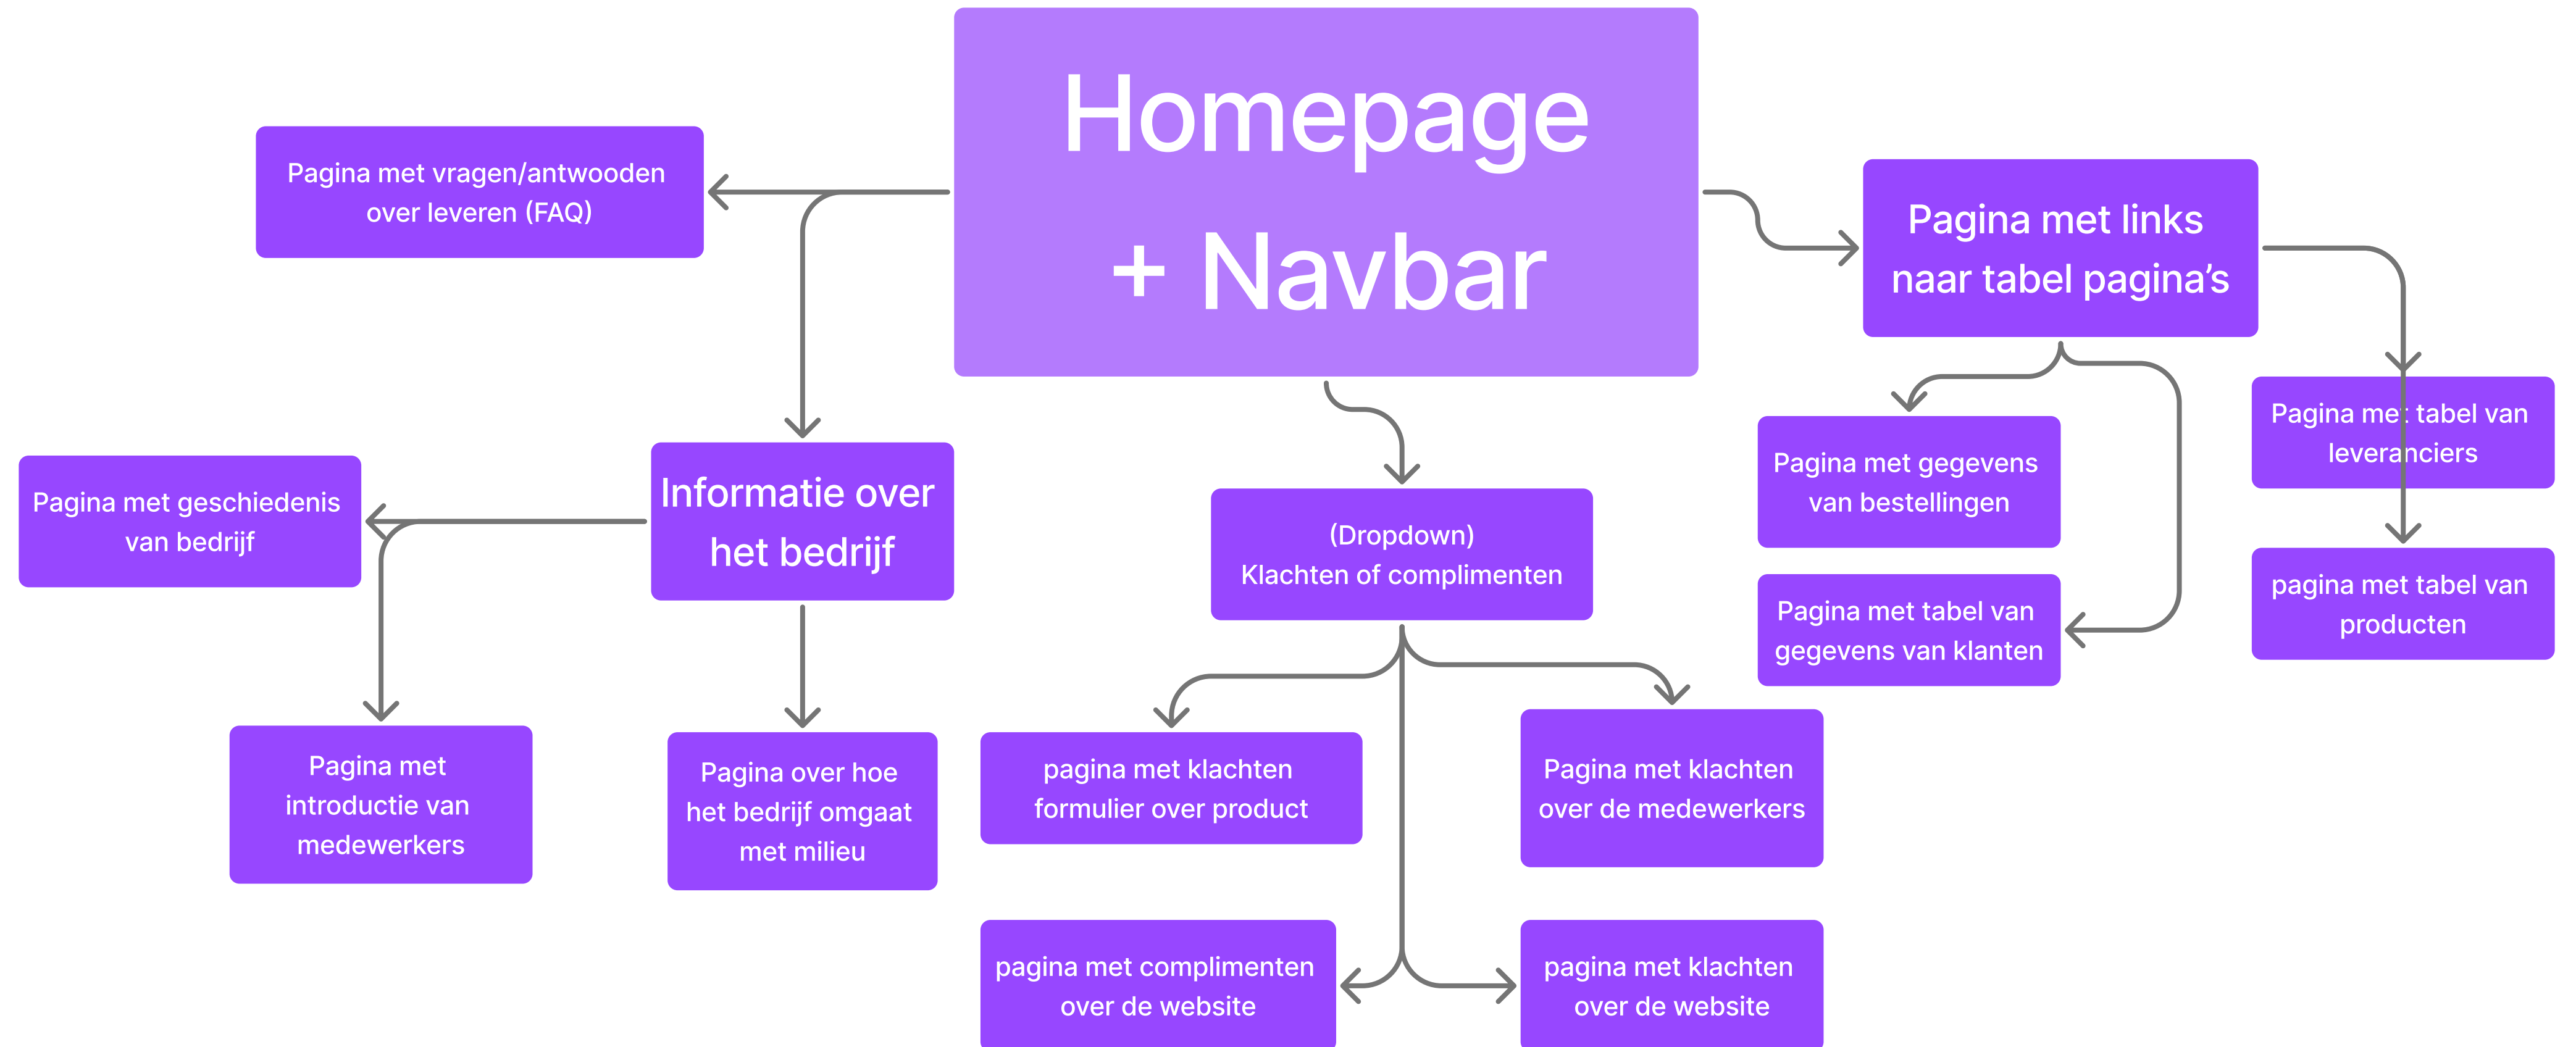 Homepage
+ Navbar
Pagina met vragen/antwooden
over leveren (FAQ)
Pagina met links
naar tabel pagina’s
Pagina met geschiedenis
van bedrijf
Informatie over
het bedrijf
(Dropdown)
Klachten of complimenten
Pagina met gegevens
van bestellingen
Pagina met tabel van
leveranciers
Pagina met tabel van
gegevens van klanten
pagina met tabel van
producten
Pagina met
introductie van
medewerkers
Pagina over hoe
het bedrijf omgaat
met milieu
pagina met klachten
formulier over product
Pagina met klachten
over de medewerkers
pagina met complimenten
over de website
pagina met klachten
over de website